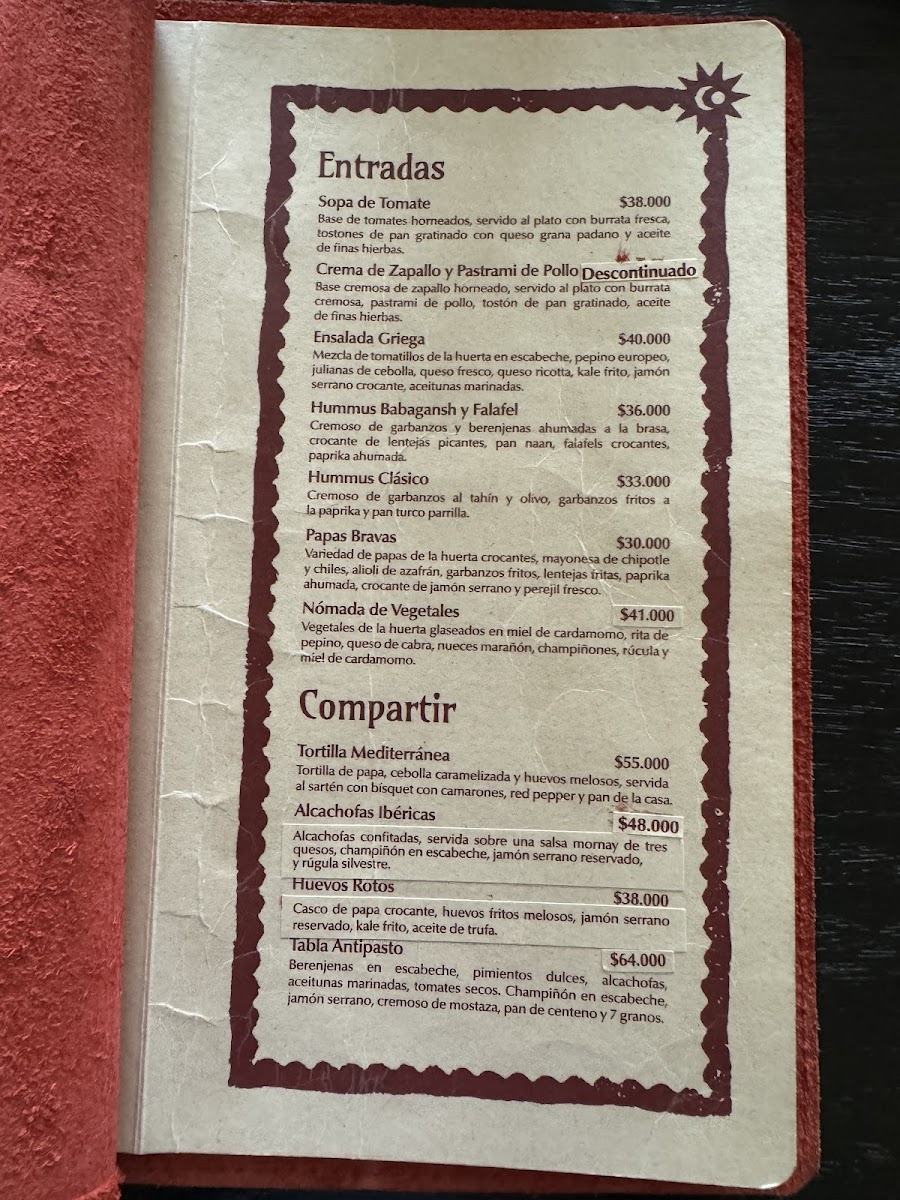 Entradas
Sopa de Tomate $38.000
Base de tomates horneados, servido al plato con burrata fresca,
tostones de pan gratinado con queso grana padano y aceite
de finas hierbas.
Crema de Zapallo y Pastrami de Pollo Descontinuado
Base cremosa de zapallo horneado, servido al plato con burrata
cremosa, pastrami de pollo, tostón de pan gratinado, aceite
de finas hierbas.
Ensalada Griega $40.000
Mezcla de tomatillos de la huerta en escabeche, pepino europeo,
julianas de cebolla, queso fresco, queso ricotta, kale frito, jamón
serrano crocante, aceitunas marinadas.
Hummus Babagansh y Falafel $36.000
Cremoso de garbanzos y berenjenas ahumadas a la brasa,
crocante de lentejas picantes, pan naan, falafels crocantes,
paprika ahumada.
Hummus Clásico $33.000
Cremoso de garbanzos al tahín y olivo, garbanzos fritos a
la paprika y pan turco parrilla.
Papas Bravas $30.000
Variedad de papas de la huerta crocantes, mayonesa de chipotle
y chiles, alioli de azafrán, garbanzos fritos, lentejas fritas, paprika
ahumada, crocante de jamón serrano y perejil fresco.
Nómada de Vegetales $41.000
Vegetales de la huerta glaseados en miel de cardamomo, rita de
pepino, queso de cabra, nueces marañón, champiñones, rúcula y
miel de cardamomo.
Compartir
Tortilla Mediterránea $55.000
Tortilla de papa, cebolla caramelizada y huevos melosos, servida
al sartén con bisquet con camarones, red pepper y pan de la casa.
Alcachofas Ibéricas $48.000
Alcachofas confitadas, servida sobre una salsa mornay de tres
quesos, champiñón en escabeche, jamón serrano reservado,
y rúgula silvestre.
Huevos Rotos $38.000
Casco de papa crocante, huevos fritos melosos, jamón serrano
reservado, kale frito, aceite de trufa.
Tabla Antipasto $64.000
Berenjenas en escabeche, pimientos dulces, alcachofas,
aceitunas marinadas, tomates secos. Champiñón en escabeche,
jamón serrano, cremoso de mostaza, pan de centeno y 7 granos.